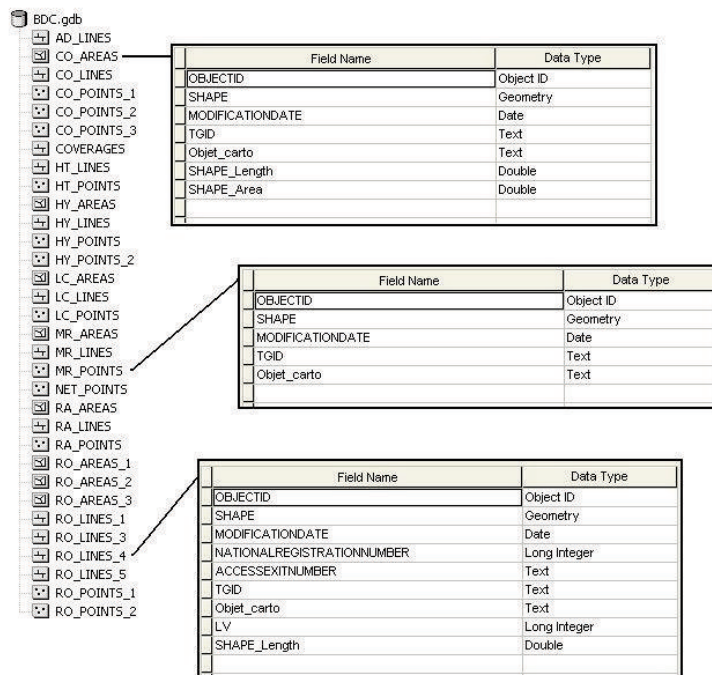 BDC.gdb
AD_LINES
CO_AREAS
CO_LINES
CO_POINTS_1
CO_POINTS_2
CO_POINTS_3
COVERAGES
HT_LINES
HT_POINTS
HY_AREAS
HY_LINES
HY_POINTS
HY_POINTS_2
LC_AREAS
LC_LINES
LC_POINTS
MR_AREAS
MR_LINES
MR_POINTS
NET_POINTS
RA_AREAS
RA_LINES
RA_POINTS
RO_AREAS_1
RO_AREAS_2
RO_AREAS_3
RO_LINES_1
RO_LINES_3
RO_LINES_4
RO_LINES_5
RO_POINTS_1
RO_POINTS_2
Field Name Data Type
OBJECTID Object ID
SHAPE Geometry
MODIFICATIONDATE Date
TGID Text
Objet_carto Text
SHAPE_Length Double
SHAPE_Area Double
Field Name Data Type
OBJECTID Object ID
SHAPE Geometry
MODIFICATIONDATE Date
TGID Text
Objet_carto Text
Field Name Data Type
OBJECTID Object ID
SHAPE Geometry
MODIFICATIONDATE Date
NATIONALREGISTRATIONNUMBER Long Integer
ACCESSEXITNUMBER Text
TGID Text
Objet_carto Text
LV Long Integer
SHAPE_Length Double